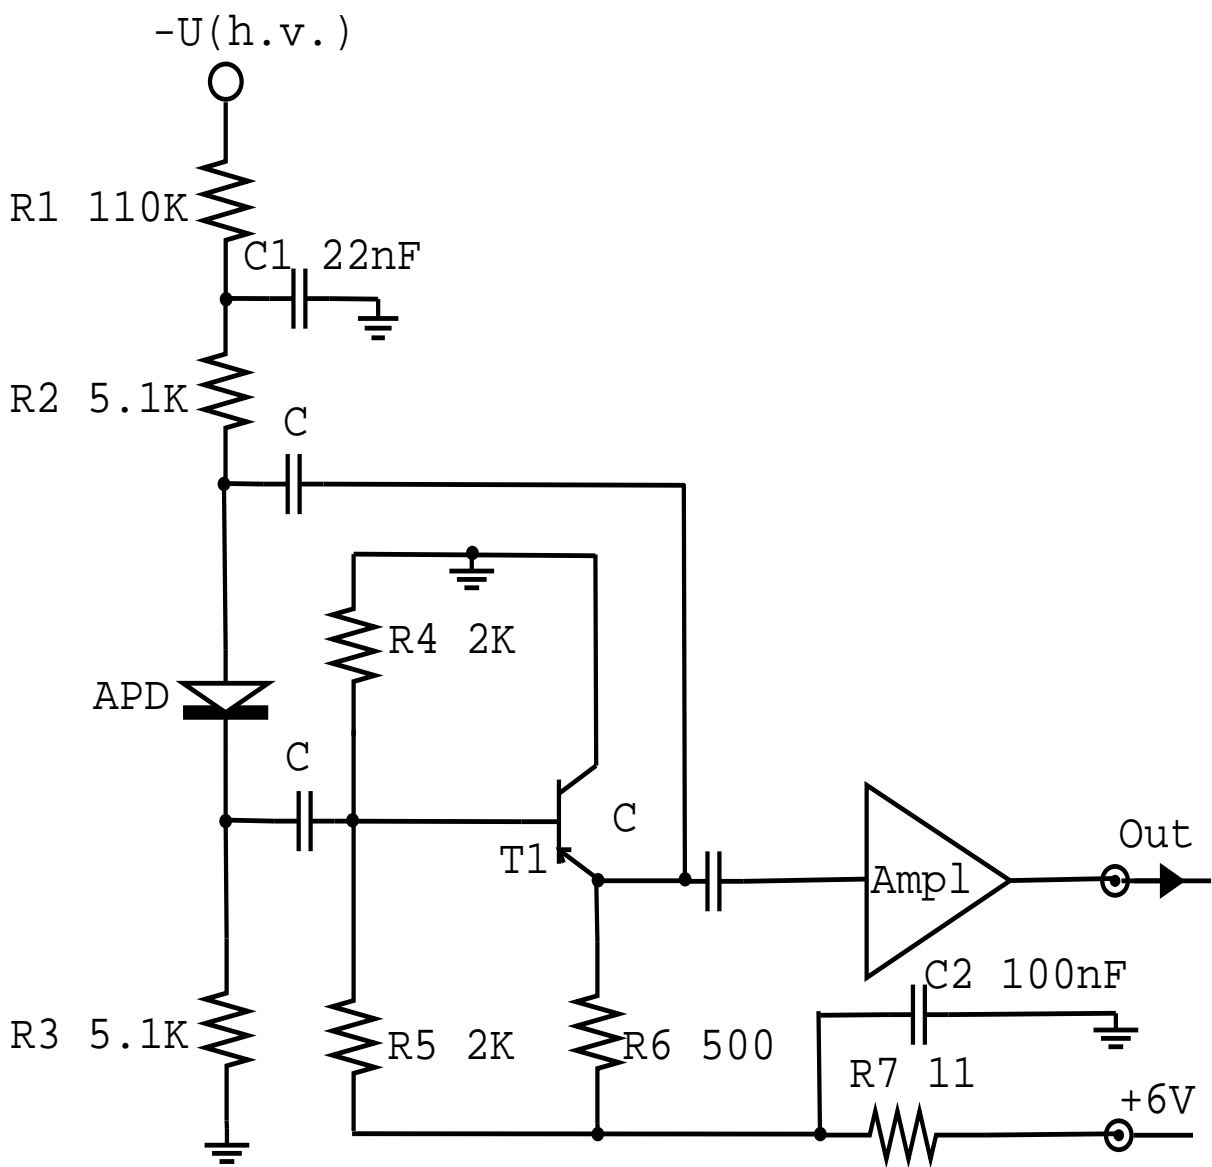 -U(h.v.)
R1 110K
C1 22nF
R2 5.1K
C
R4 2K
APD
C
C
T1
Out
Ampl
C2 100nF
R3 5.1K
R5 2K
R6 500
R7 11
+6V